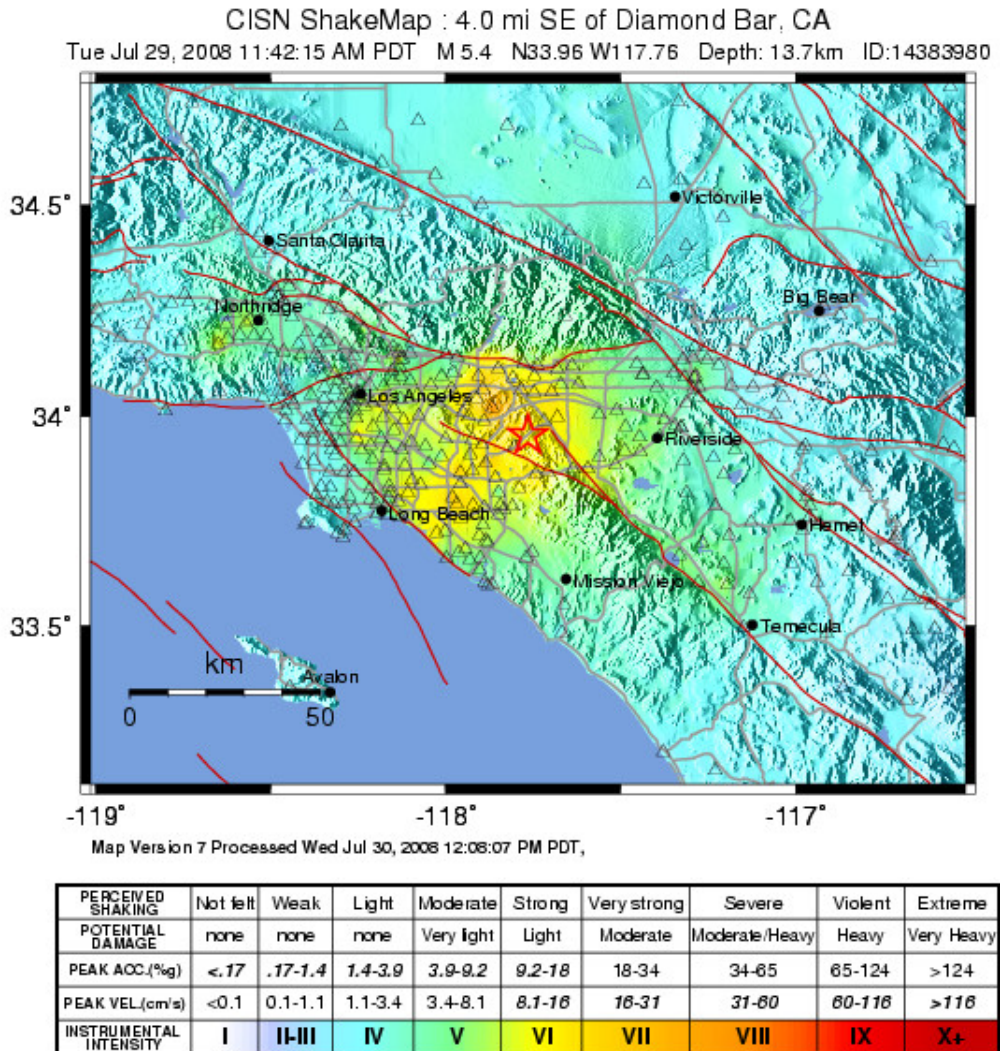 CISN ShakeMap : 4.0 mi SE of Diamond Bar, CA
Tue Jul 29, 2008 11:42:15 AM PDT M 5.4 N33.96 W117.76 Depth: 13.7km ID:14383980
34.5°
Victorville
Santa Clarita
Big Bear
Northridge
34°
Los Angeles
Riverside
Long Beach
Hemet
Mission Viejo
33.5°
Temecula
km
Avalon
0 50
-119° -118° -117°
Map Version 7 Processed Wed Jul 30, 2008 12:08:07 PM PDT,
PERCEIVED SHAKING Not felt Weak Light Moderate Strong Very strong Severe Violent Extreme
POTENTIAL DAMAGE none none none Very light Light Moderate Moderate/Heavy Heavy Very Heavy
PEAK ACC.(%g) <.17 .17-1.4 1.4-3.9 3.9-9.2 9.2-18 18-34 34-65 65-124 >124
PEAK VEL.(cm/s) <0.1 0.1-1.1 1.1-3.4 3.4-8.1 8.1-16 16-31 31-60 60-116 >116
INSTRUMENTAL INTENSITY I II-III IV V VI VII VIII IX X+